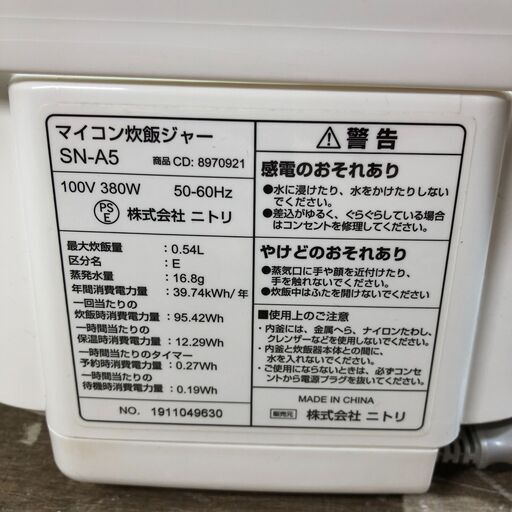 マイコン炊飯ジャー
SN-A5 商品 CD: 8970921
100V 380W 50-60Hz
PSE 株式会社 ニトリ
最大炊飯量 : 0.54L
区分名 : E
蒸発水量 : 16.8g
年間消費電力量 : 39.74kWh/年
一回当たりの
炊飯時消費電力量 : 95.42Wh
一時間当たりの
保温時消費電力量 : 12.29Wh
一時間当たりのタイマー
予約時消費電力量 : 0.27Wh
一時間当たりの
待機時消費電力量 : 0.19Wh
NO. 1911049630
⚠警告
感電のおそれあり
●水に浸けたり、水をかけたりしない
でください。
●差込がゆるく、ぐらぐらしている場合
はコンセントを修理してください。
やけどのおそれあり
●蒸気口に手や顔を近付けたり、
手を触れないでください。
●炊飯中はふたを開けないでください。
■使用上のご注意
・内釜には、金属へら、ナイロンたわし、
クレンザーなどを使用しないでください。
・内釜と炊飯器本体との間に、
水を入れないでください。
・ご使用にならないときは、必ずコンセ
ントから電源プラグを抜いてください。
MADE IN CHINA
販売元 株式会社 ニトリ